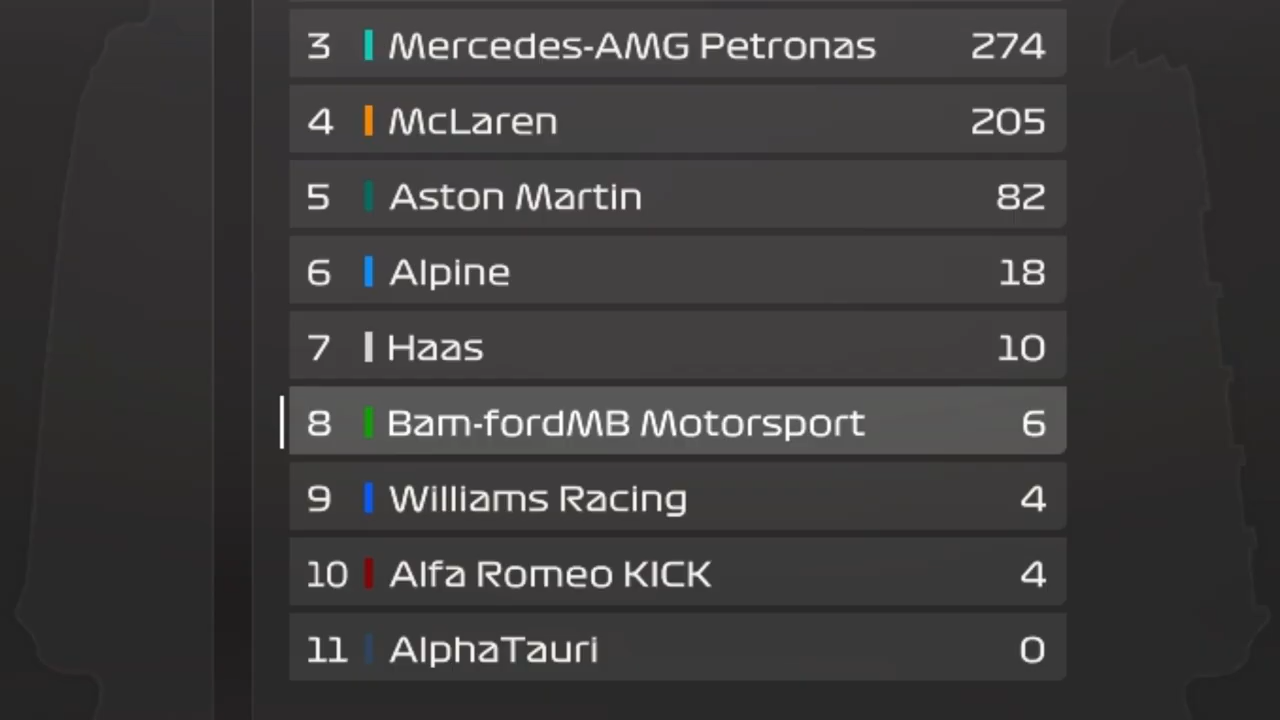 3 Mercedes-AMG Petronas 274
4 McLaren 205
5 Aston Martin 82
6 Alpine 18
7 Haas 10
8 Bam-fordMB Motorsport 6
9 Williams Racing 4
10 Alfa Romeo KICK 4
11 AlphaTauri 0